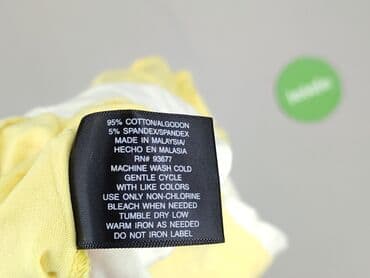 95% COTTON/ALGODON
5% SPANDEX/SPANDEX
MADE IN MALAYSIA/
HECHO EN MALASIA
RN# 93677
MACHINE WASH COLD
GENTLE CYCLE
WITH LIKE COLORS
USE ONLY NON-CHLORINE
BLEACH WHEN NEEDED
TUMBLE DRY LOW
WARM IRON AS NEEDED
DO NOT IRON LABEL